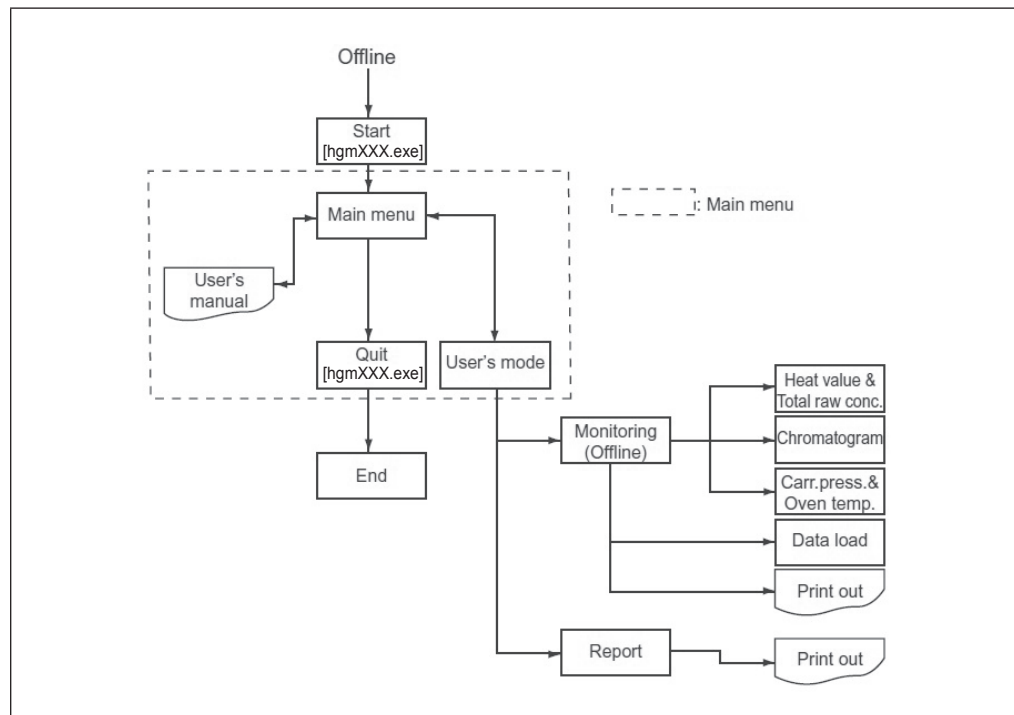 Offline
Start
[hgmXXX.exe]
Main menu
: Main menu
User's
manual
Quit
[hgmXXX.exe]
User's mode
End
Monitoring
(Offline)
Heat value &
Total raw conc.
Chromatogram
Carr.press.&
Oven temp.
Data load
Print out
Report
Print out